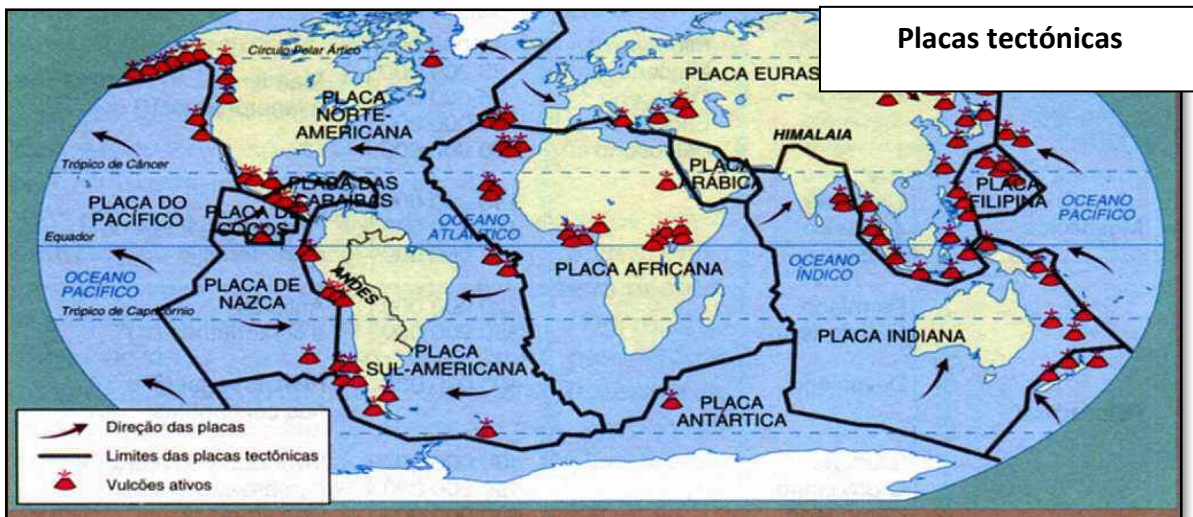 Placas tectónicas
Círculo Polar Ártico
PLACA EURAS
PLACA
NORTE-
AMERICANA
HIMALAIA
Trópico de Câncer
PLACA
ARÁBICA
PLACA DAS
CARAÍBAS
PLACA
FILIPINA
PLACA DO
PACÍFICO
PLACA DE
COCOS
OCEANO
ATLÂNTICO
OCEANO
PACÍFICO
Equador
OCEANO
PACÍFICO
ANDES
PLACA AFRICANA
OCEANO
ÍNDICO
PLACA DE
NAZCA
Trópico de Capricórnio
PLACA INDIANA
PLACA
SUL-AMERICANA
PLACA
ANTÁRTICA
Direção das placas
Limites das placas tectônicas
Vulcões ativos